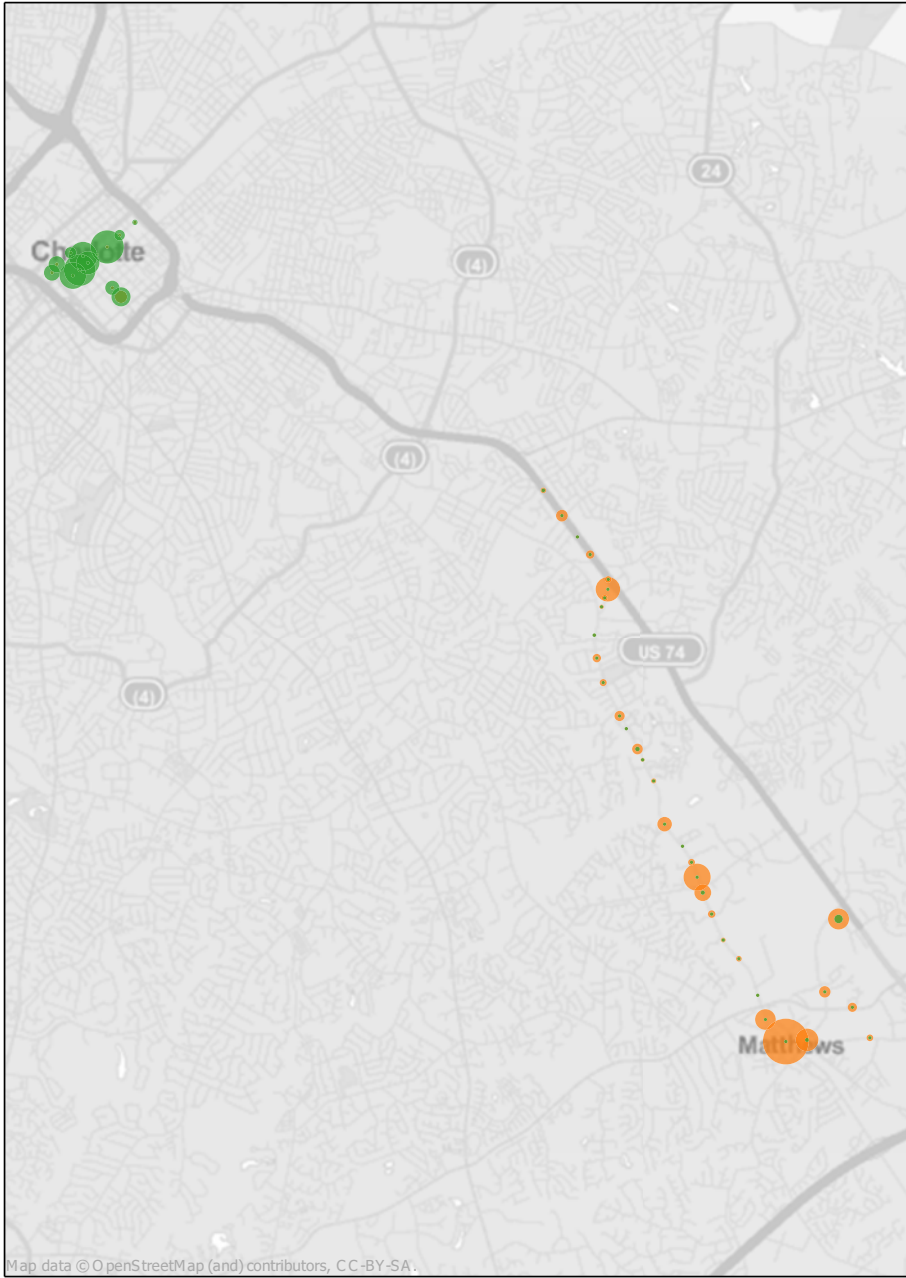 24
Charlotte
(4)
(4)
US 74
(4)
Matthews
Map data © OpenStreetMap (and) contributors, CC-BY-SA.